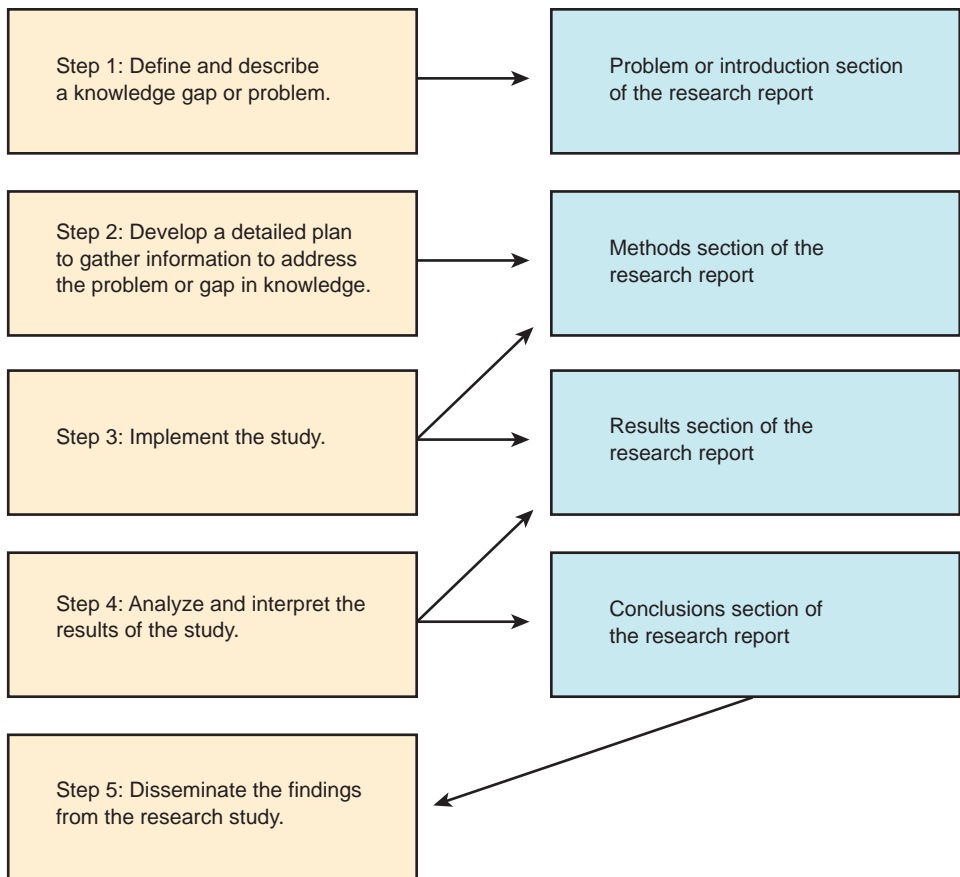 Step 1: Define and describe
a knowledge gap or problem.
Problem or introduction section
of the research report
Step 2: Develop a detailed plan
to gather information to address
the problem or gap in knowledge.
Methods section of the
research report
Step 3: Implement the study.
Results section of the
research report
Step 4: Analyze and interpret the
results of the study.
Conclusions section of
the research report
Step 5: Disseminate the findings
from the research study.